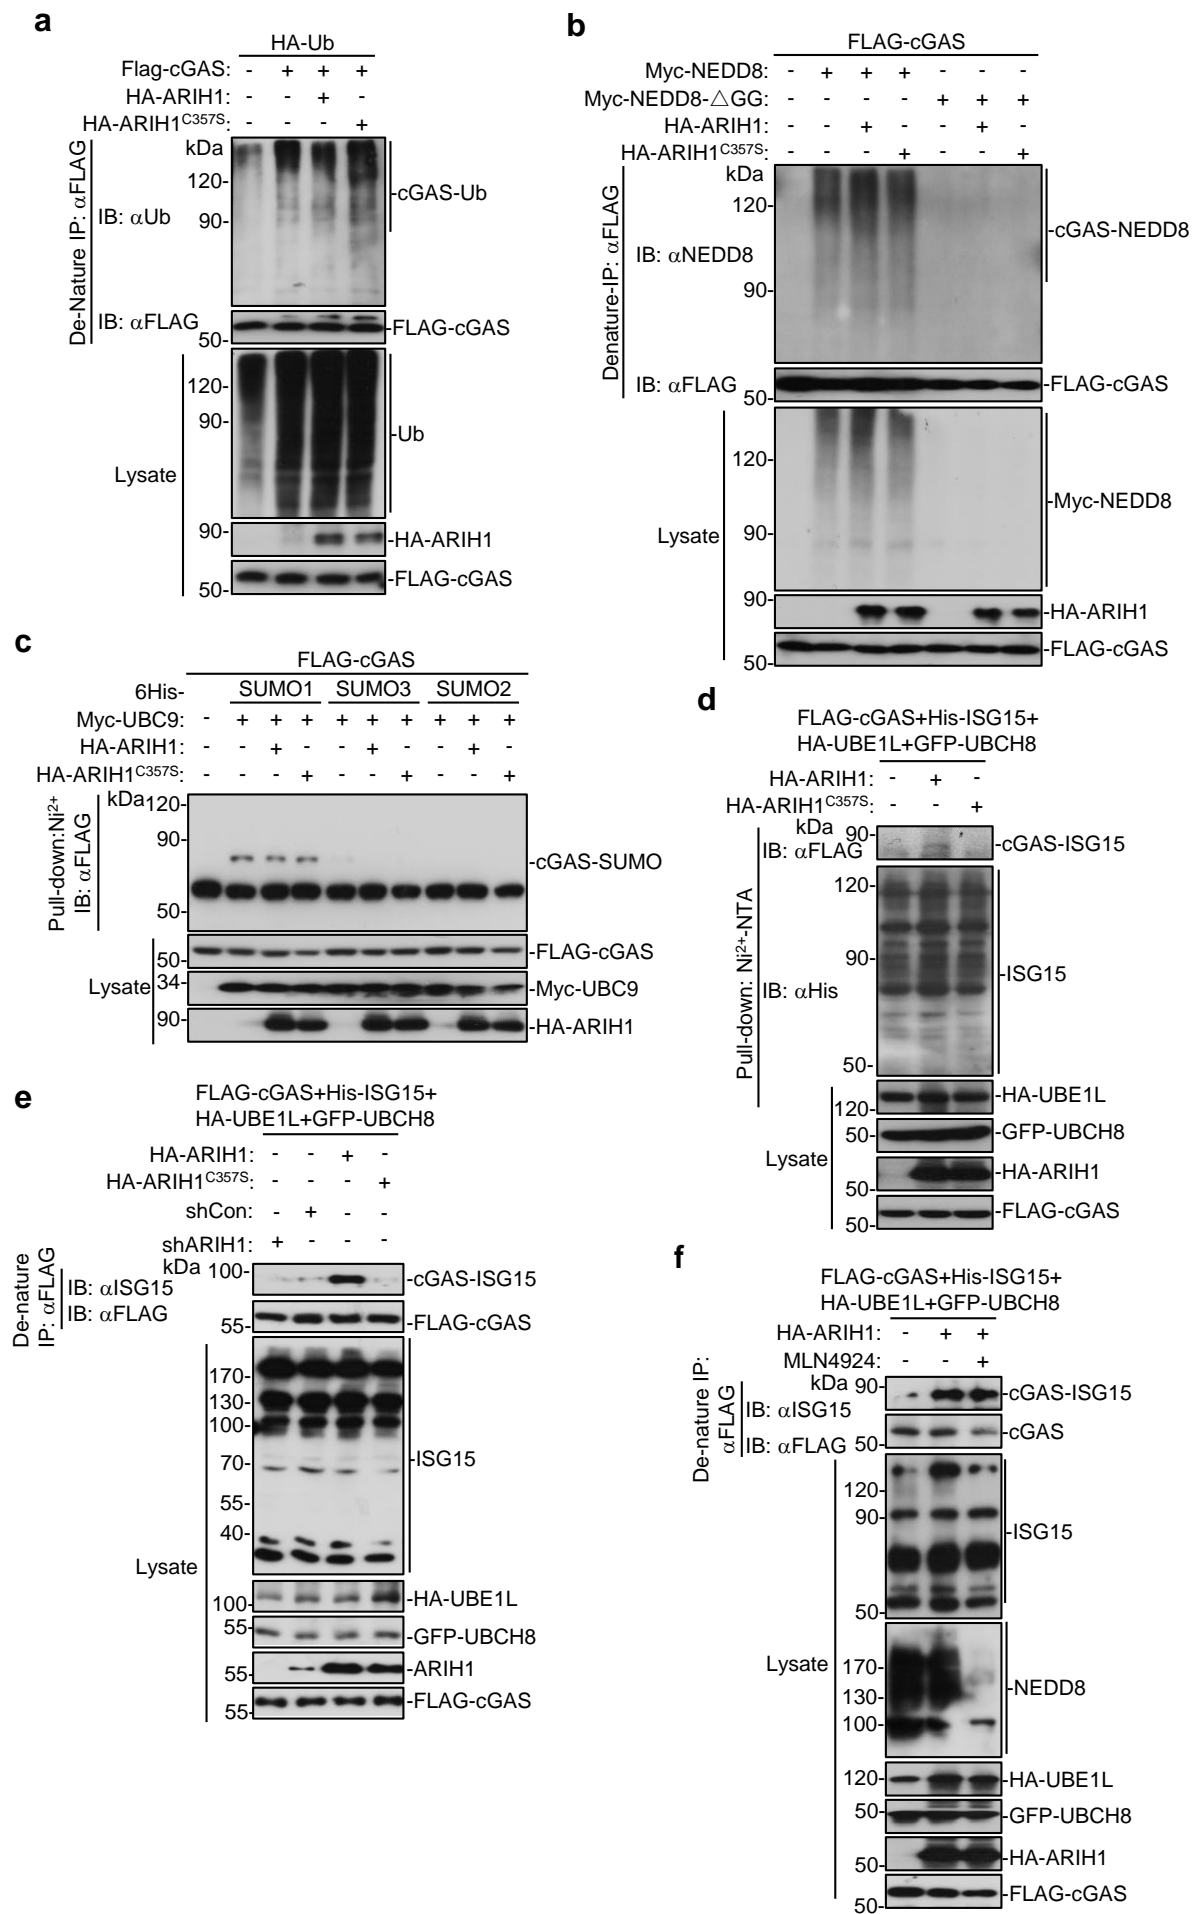 a
HA-Ub
Flag-cGAS: - + + +
HA-ARIH1: - - + -
HA-ARIH1C357S: - - - +
De-Nature IP: αFLAG
kDa
120-
90-
IB: αUb
-cGAS-Ub
IB: αFLAG
50-
-FLAG-cGAS
Lysate
120-
90-
-Ub
90-
-HA-ARIH1
50-
-FLAG-cGAS
b
FLAG-cGAS
Myc-NEDD8: - + + + - - -
Myc-NEDD8-△GG: - - - - + + +
HA-ARIH1: - - + - - + -
HA-ARIH1C357S: - - - + - - +
Denature-IP: αFLAG
kDa
120-
-cGAS-NEDD8
IB: αNEDD8
90-
IB: αFLAG
50-
-FLAG-cGAS
Lysate
120-
-Myc-NEDD8
90-
90-
-HA-ARIH1
50-
-FLAG-cGAS
c
FLAG-cGAS
6His- SUMO1 SUMO3 SUMO2
Myc-UBC9: - + + + + + + + + +
HA-ARIH1: - - + - - + - - + -
HA-ARIH1C357S: - - - + - - + - - +
Pull-down:Ni2+
IB: αFLAG
kDa 120-
90-
-cGAS-SUMO
50-
Lysate
50-
-FLAG-cGAS
34-
-Myc-UBC9
90-
-HA-ARIH1
d
FLAG-cGAS+His-ISG15+
HA-UBE1L+GFP-UBCH8
HA-ARIH1: - + -
HA-ARIH1C357S: - - +
Pull-down: Ni2+-NTA
kDa 90-
IB: αFLAG
-cGAS-ISG15
120-
90-
-ISG15
IB: αHis
50-
Lysate
-HA-UBE1L
120-
50-
-GFP-UBCH8
-HA-ARIH1
50-
-FLAG-cGAS
50-
e
FLAG-cGAS+His-ISG15+
HA-UBE1L+GFP-UBCH8
HA-ARIH1: - - + -
HA-ARIH1C357S: - - - +
shCon: - + - -
shARIH1: + - - -
De-nature
IP: αFLAG
kDa 100-
IB: αISG15
-cGAS-ISG15
IB: αFLAG
55-
-FLAG-cGAS
Lysate
170-
130-
100-
70-
-ISG15
55-
40-
100-
-HA-UBE1L
55-
-GFP-UBCH8
55-
-ARIH1
55-
-FLAG-cGAS
f
FLAG-cGAS+His-ISG15+
HA-UBE1L+GFP-UBCH8
HA-ARIH1: - + +
MLN4924: - - +
De-nature IP:
αFLAG
kDa 90-
IB: αISG15
-cGAS-ISG15
IB: αFLAG
50-
-cGAS
Lysate
120-
90-
-ISG15
50-
170-
130-
100-
-NEDD8
120-
-HA-UBE1L
50-
-GFP-UBCH8
50-
-HA-ARIH1
50-
-FLAG-cGAS